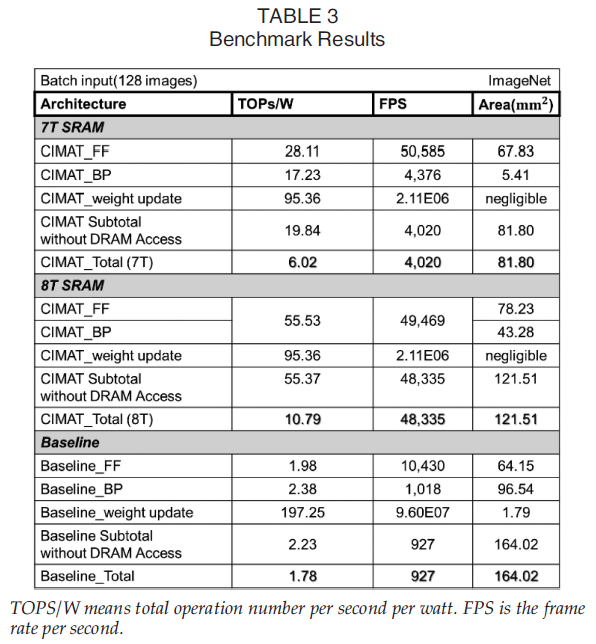 TABLE 3
Benchmark Results
Batch input(128 images) ImageNet
Architecture TOPs/W FPS Area(mm²)
7T SRAM
CIMAT_FF 28.11 50,585 67.83
CIMAT_BP 17.23 4,376 5.41
CIMAT_weight update 95.36 2.11E06 negligible
CIMAT Subtotal
without DRAM Access 19.84 4,020 81.80
CIMAT_Total (7T) 6.02 4,020 81.80
8T SRAM
CIMAT_FF 55.53 49,469 78.23
CIMAT_BP 43.28
CIMAT_weight update 95.36 2.11E06 negligible
CIMAT Subtotal
without DRAM Access 55.37 48,335 121.51
CIMAT_Total (8T) 10.79 48,335 121.51
Baseline
Baseline_FF 1.98 10,430 64.15
Baseline_BP 2.38 1,018 96.54
Baseline_weight update 197.25 9.60E07 1.79
Baseline Subtotal
without DRAM Access 2.23 927 164.02
Baseline_Total 1.78 927 164.02
TOPS/W means total operation number per second per watt. FPS is the frame
rate per second.